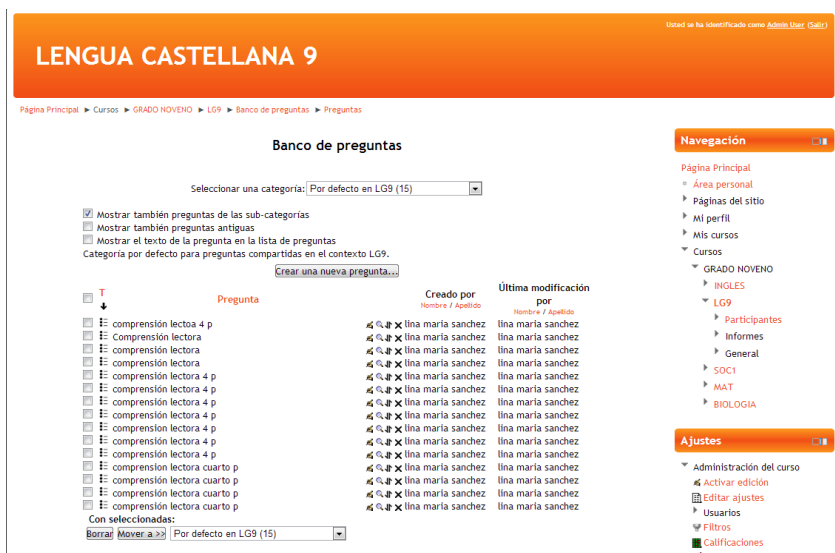 Usted se ha identificado como Admin User (Salir)
LENGUA CASTELLANA 9
Página Principal ► Cursos ► GRADO NOVENO ► LG9 ► Banco de preguntas ► Preguntas
Banco de preguntas
Seleccionar una categoría: Por defecto en LG9 (15)
Mostrar también preguntas de las sub-categorías
Mostrar también preguntas antiguas
Mostrar el texto de la pregunta en la lista de preguntas
Categoría por defecto para preguntas compartidas en el contexto LG9.
Crear una nueva pregunta...
T Pregunta Creado por Última modificación por
Nombre / Apellido Nombre / Apellido
comprensión lectoa 4 p lina maria sanchez lina maria sanchez
Comprensión lectora lina maria sanchez lina maria sanchez
comprensión lectora lina maria sanchez lina maria sanchez
comprensión lectora lina maria sanchez lina maria sanchez
comprensión lectora 4 p lina maria sanchez lina maria sanchez
comprensión lectora 4 p lina maria sanchez lina maria sanchez
comprensión lectora 4 p lina maria sanchez lina maria sanchez
comprensión lectora 4 p lina maria sanchez lina maria sanchez
comprensión lectora 4 p lina maria sanchez lina maria sanchez
comprensión lectora 4 p lina maria sanchez lina maria sanchez
comprensión lectora 4 p lina maria sanchez lina maria sanchez
comprensión lectora cuarto p lina maria sanchez lina maria sanchez
comprensión lectora cuarto p lina maria sanchez lina maria sanchez
comprensión lectora cuarto p lina maria sanchez lina maria sanchez
comprensión lectora cuarto p lina maria sanchez lina maria sanchez
Con seleccionadas:
Borrar Mover a >> Por defecto en LG9 (15)
Navegación
Página Principal
Área personal
Páginas del sitio
Mi perfil
Mis cursos
Cursos
GRADO NOVENO
INGLES
LG9
Participantes
Informes
General
SOC1
MAT
BIOLOGIA
Ajustes
Administración del curso
Activar edición
Editar ajustes
Usuarios
Filtros
Calificaciones